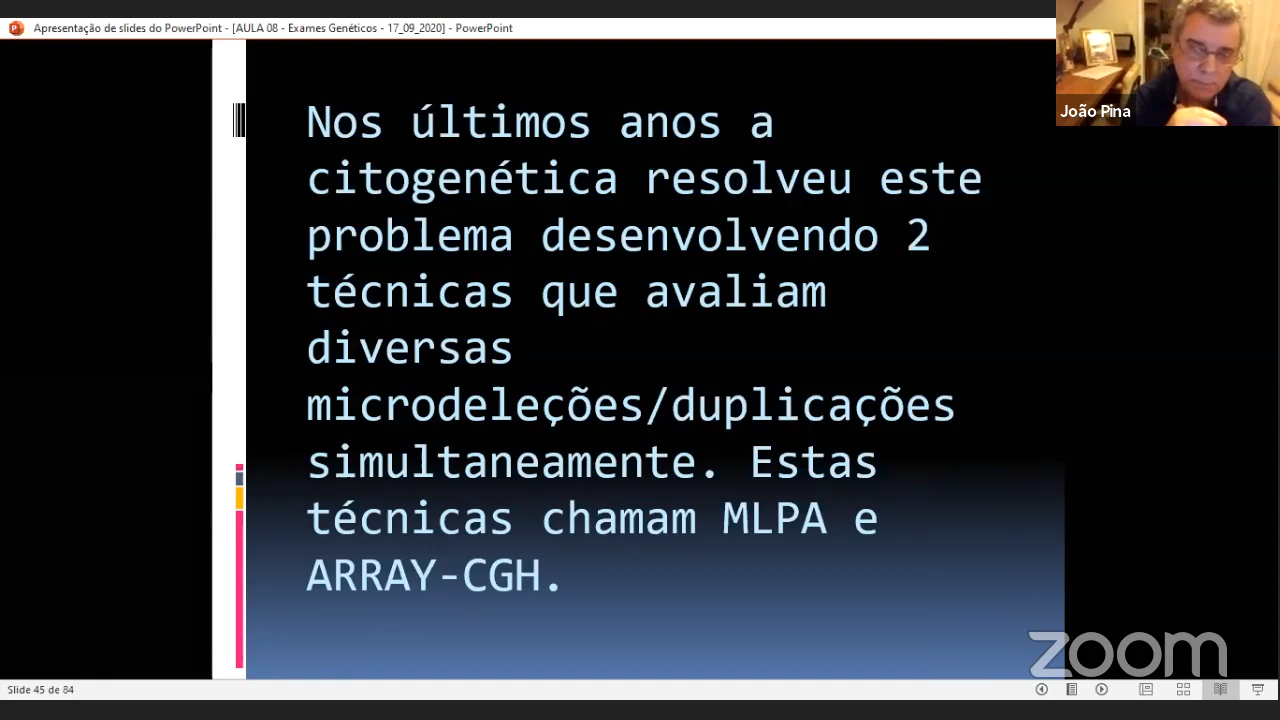 Apresentação de slides do PowerPoint - [AULA 08 - Exames Genéticos - 17_09_2020] - PowerPoint
João Pina
Nos últimos anos a
citogenética resolveu este
problema desenvolvendo 2
técnicas que avaliam
diversas
microdeleções/duplicações
simultaneamente. Estas
técnicas chamam MLPA e
ARRAY-CGH.
zoom
Slide 45 de 84